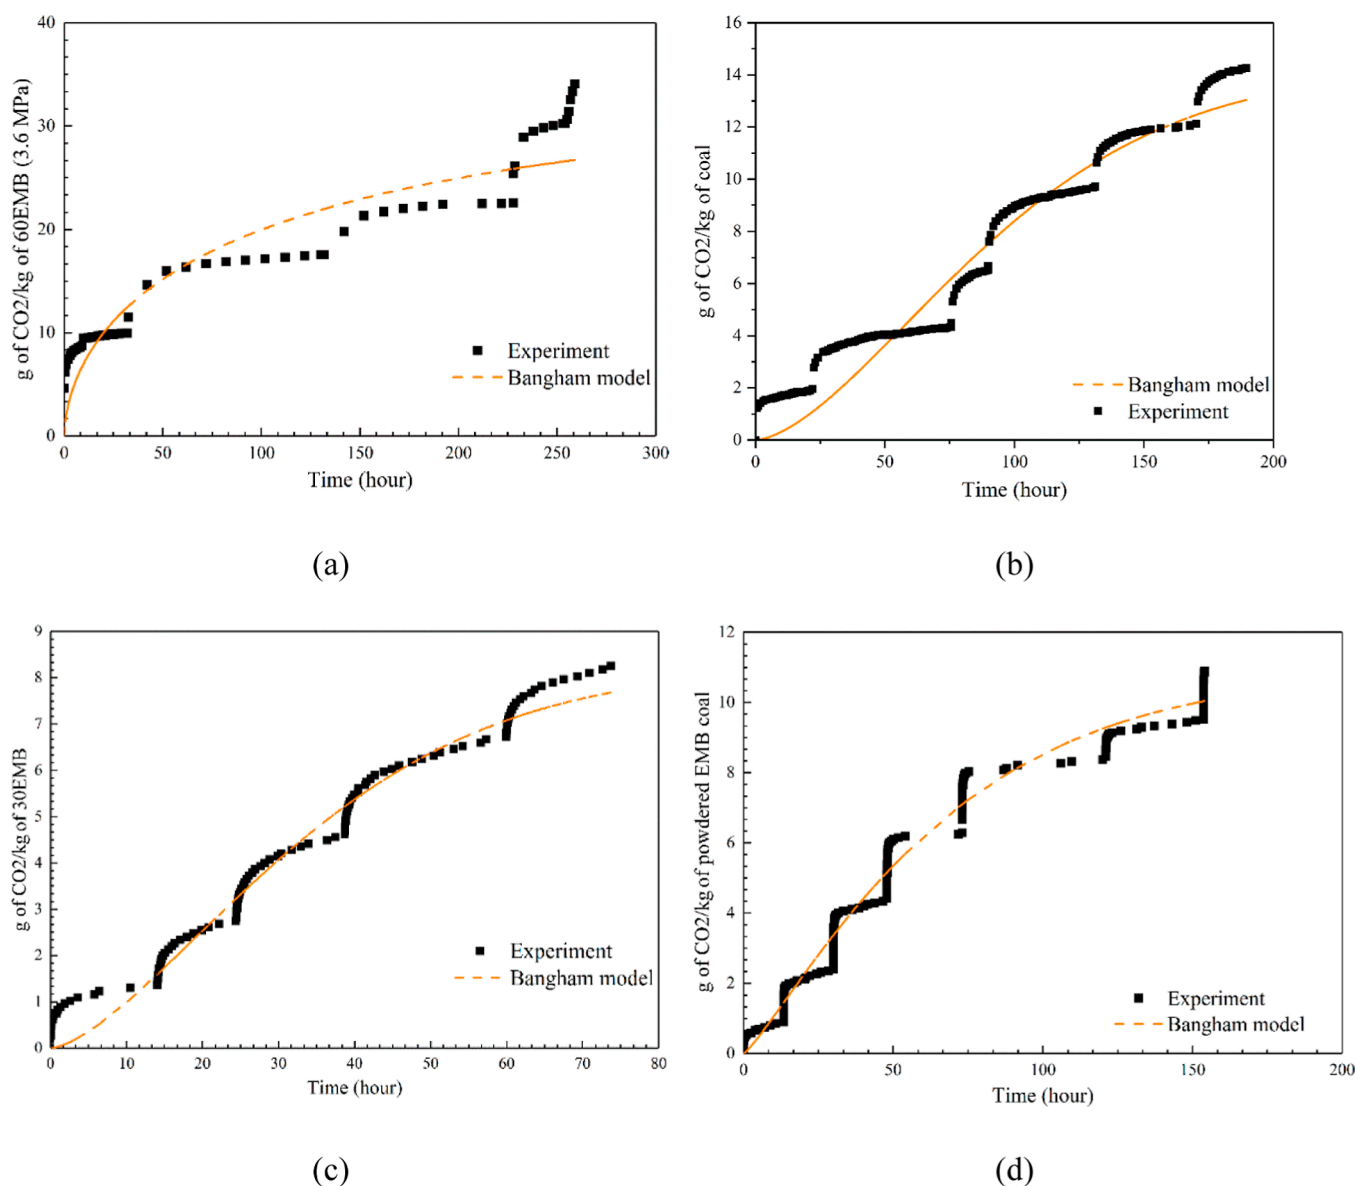 40
30
20
10
0
g of CO2/kg of 60EMB (3.6 MPa)
Experiment
Bangham model
0 50 100 150 200 250 300
Time (hour)
(a)
16
14
12
10
8
6
4
2
0
g of CO2/kg of coal
Bangham model
Experiment
0 50 100 150 200
Time (hour)
(b)
9
8
7
6
5
4
3
2
1
0
g of CO2/kg of 30EMB
Experiment
Bangham model
0 10 20 30 40 50 60 70 80
Time (hour)
(c)
12
10
8
6
4
2
0
g of CO2/kg of powdered EMB coal
Experiment
Bangham model
0 50 100 150 200
Time (hour)
(d)